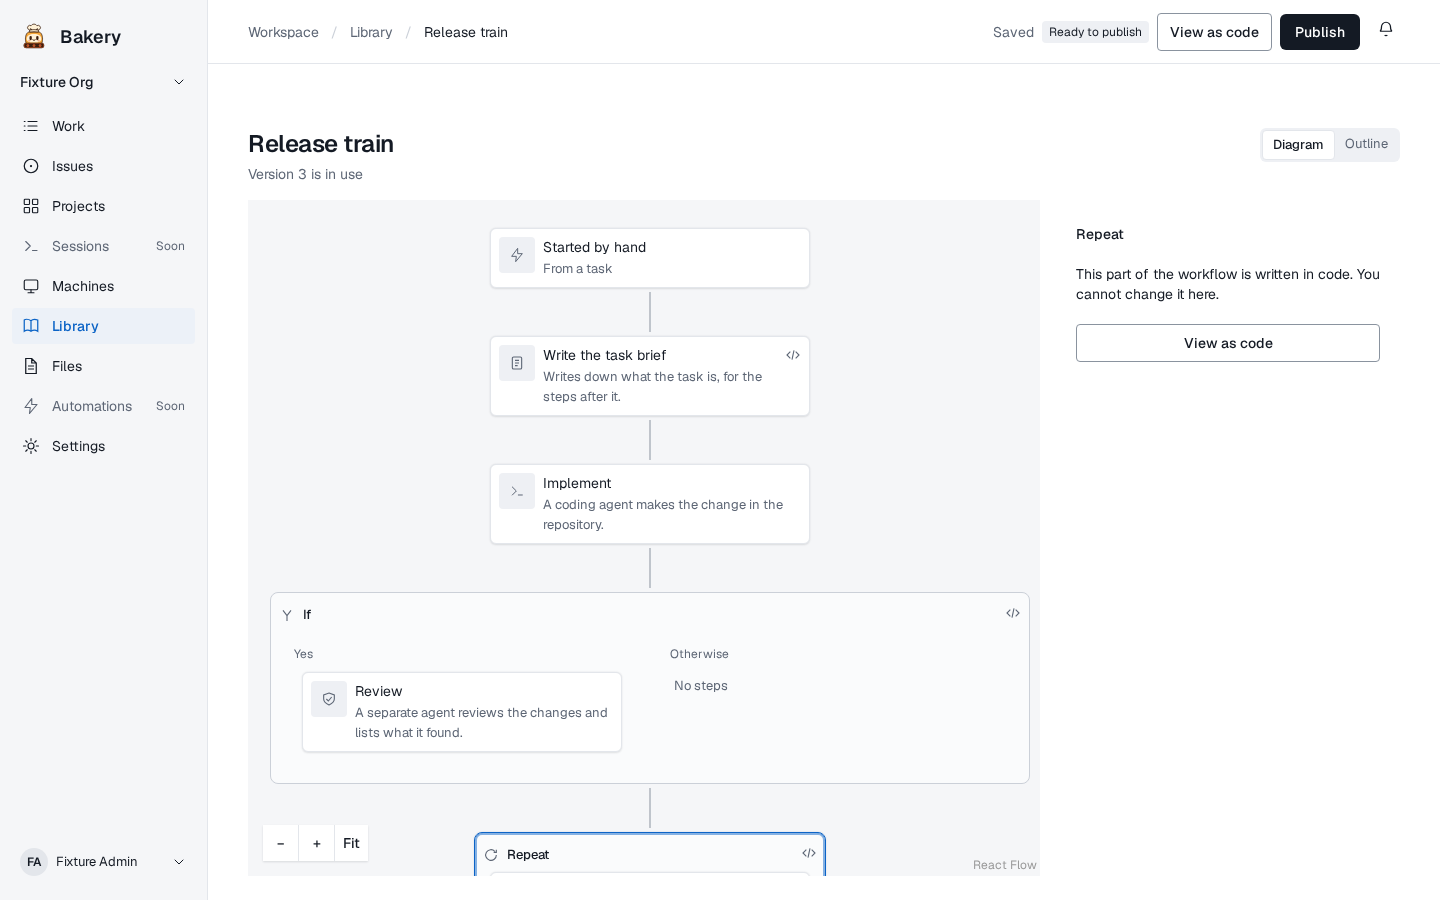 Bakery
Fixture Org
Work
Issues
Projects
Sessions Soon
Machines
Library
Files
Automations Soon
Settings
FA Fixture Admin
Workspace / Library / Release train
Saved Ready to publish View as code Publish
Release train
Version 3 is in use
Diagram Outline
Started by hand
From a task
Write the task brief
Writes down what the task is, for the
steps after it.
Implement
A coding agent makes the change in the
repository.
If
Yes
Otherwise
Review
A separate agent reviews the changes and
lists what it found.
No steps
Repeat
− + Fit
React Flow
Repeat
This part of the workflow is written in code. You
cannot change it here.
View as code